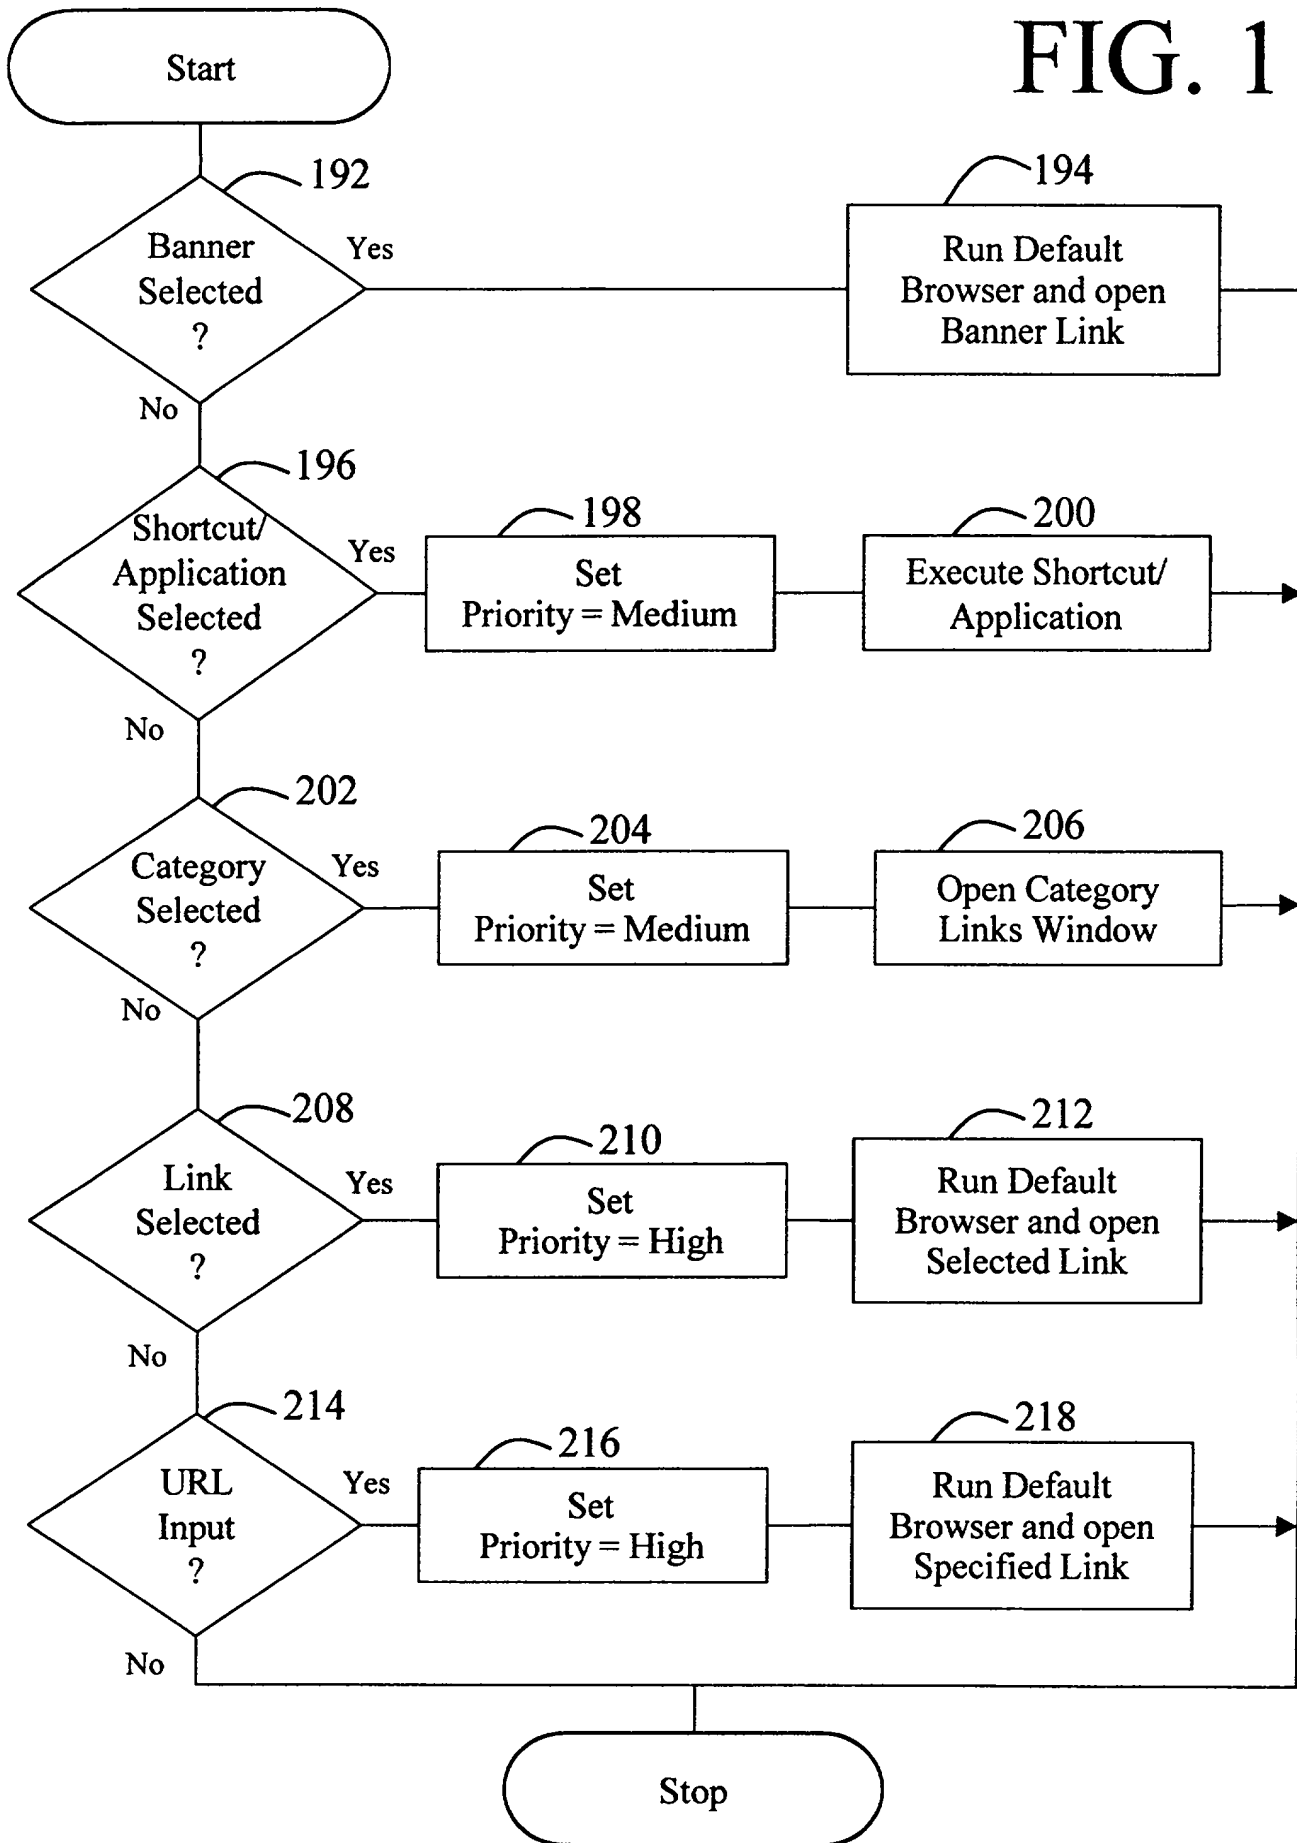 FIG. 1
Start
192
Banner
Selected
?
Yes
No
194
Run Default
Browser and open
Banner Link
196
Shortcut/
Application
Selected
?
Yes
No
198
Set
Priority = Medium
200
Execute Shortcut/
Application
202
Category
Selected
?
Yes
No
204
Set
Priority = Medium
206
Open Category
Links Window
208
Link
Selected
?
Yes
No
210
Set
Priority = High
212
Run Default
Browser and open
Selected Link
214
URL
Input
?
Yes
No
216
Set
Priority = High
218
Run Default
Browser and open
Specified Link
Stop